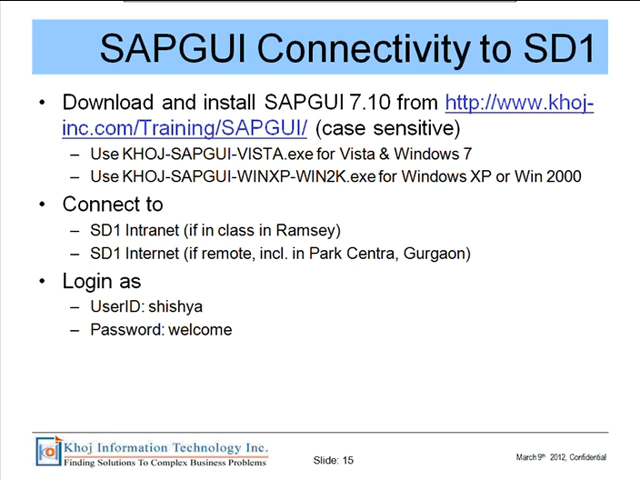 SAPGUI Connectivity to SD1
• Download and install SAPGUI 7.10 from http://www.khoj-
inc.com/Training/SAPGUI/ (case sensitive)
– Use KHOJ-SAPGUI-VISTA.exe for Vista & Windows 7
– Use KHOJ-SAPGUI-WINXP-WIN2K.exe for Windows XP or Win 2000
• Connect to
– SD1 Intranet (if in class in Ramsey)
– SD1 Internet (if remote, incl. in Park Centra, Gurgaon)
• Login as
– UserID: shishya
– Password: welcome
Khoj Information Technology Inc.
Finding Solutions To Complex Business Problems
Slide: 15
March 9th 2012, Confidential